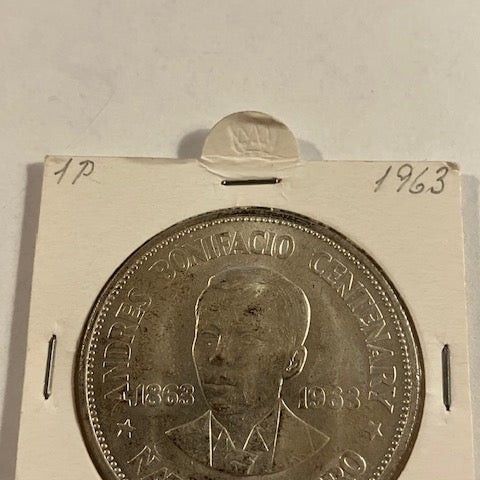 1P
1963
ANDRES BONIFACIO CENTENARY
1863
1963